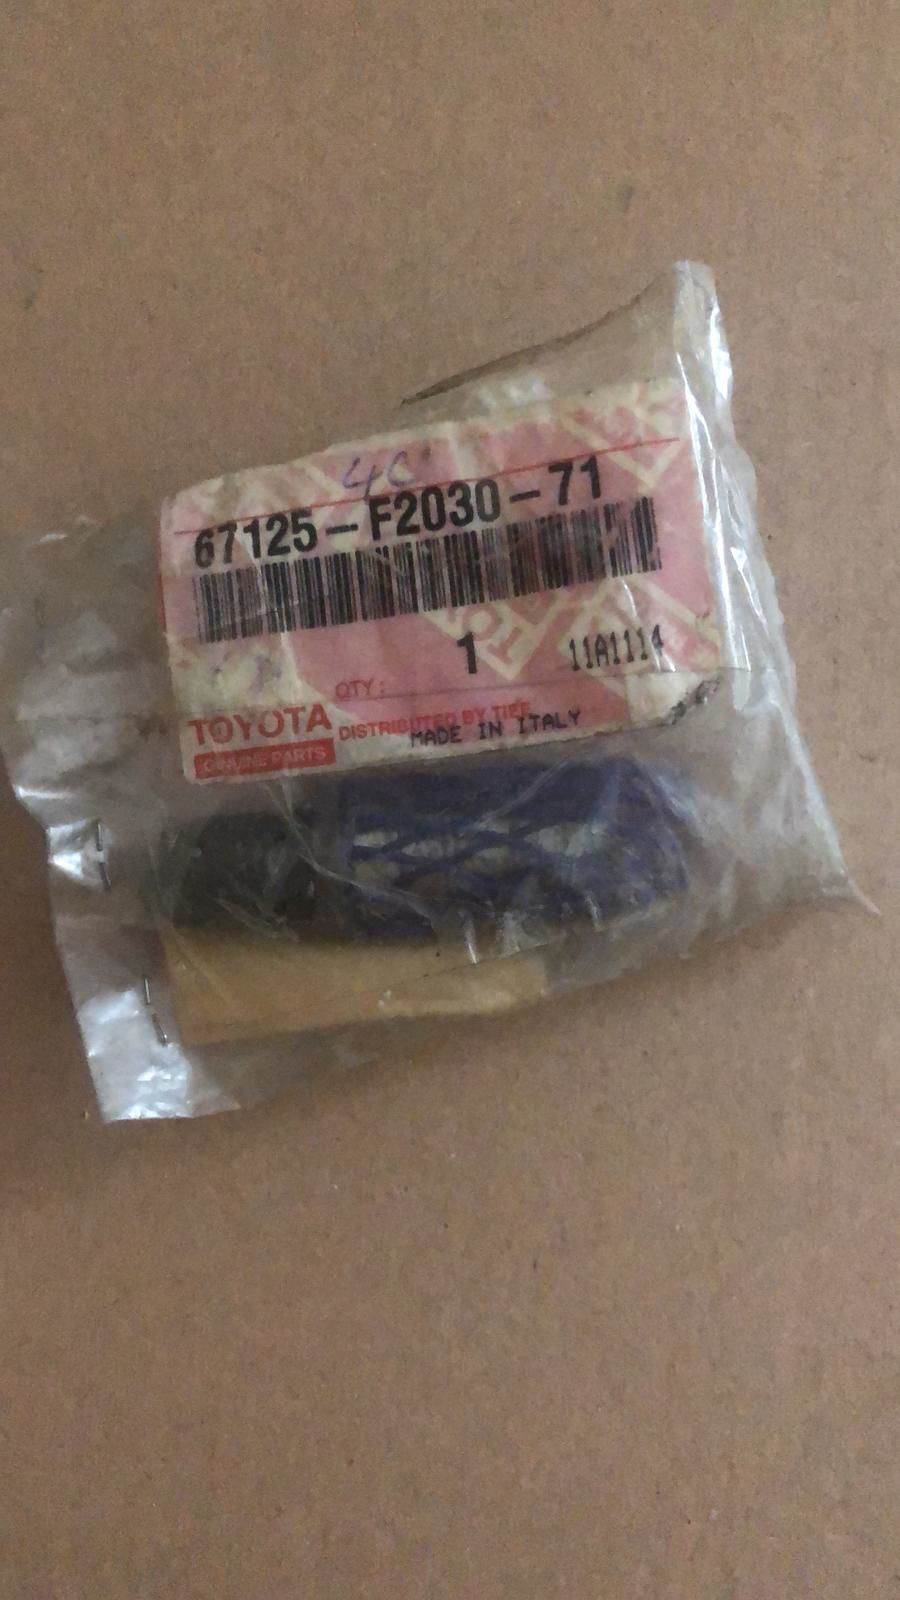 4C
67125-F2030-71
1
11A1114
QTY:
TOYOTA
GENUINE PARTS
DISTRIBUTED BY TIEE
MADE IN ITALY